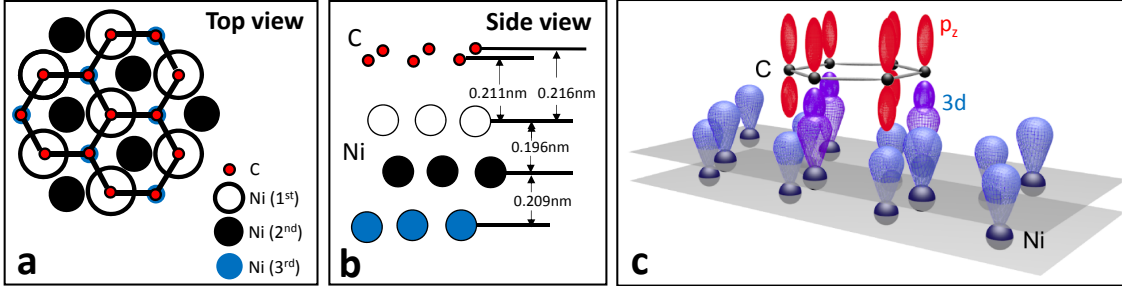 Top view
C
Ni (1st)
Ni (2nd)
Ni (3rd)
a
Side view
C
0.211nm
0.216nm
0.196nm
Ni
0.209nm
b
pz
C
3d
Ni
c